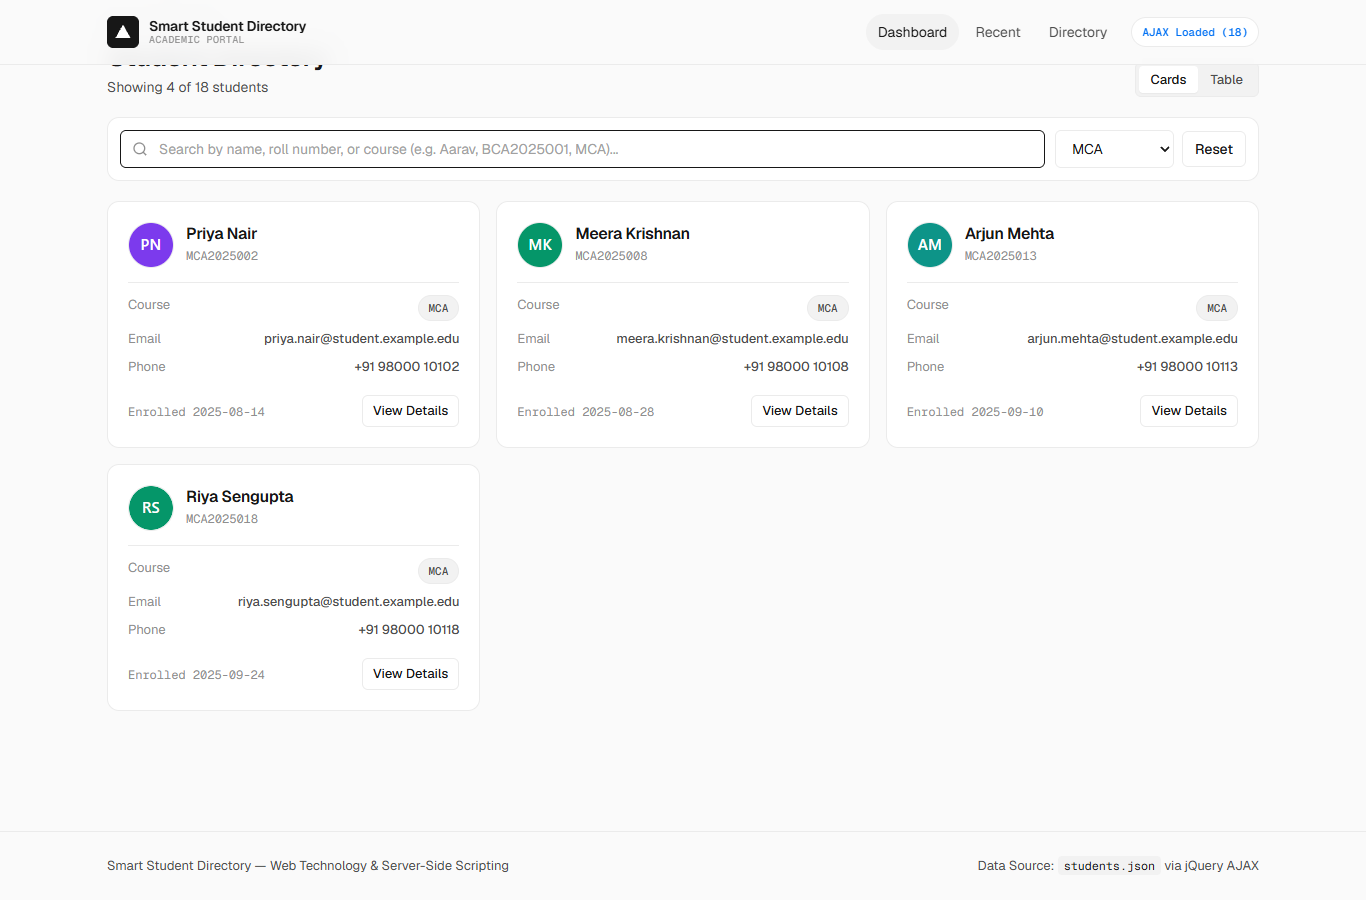 Smart Student Directory
ACADEMIC PORTAL
Dashboard
Recent
Directory
AJAX Loaded (18)
Student Directory
Showing 4 of 18 students
Cards
Table
Search by name, roll number, or course (e.g. Aarav, BCA2025001, MCA)...
MCA
Reset
PN
Priya Nair
MCA2025002
Course
MCA
Email
priya.nair@student.example.edu
Phone
+91 98000 10102
Enrolled 2025-08-14
View Details
MK
Meera Krishnan
MCA2025008
Course
MCA
Email
meera.krishnan@student.example.edu
Phone
+91 98000 10108
Enrolled 2025-08-28
View Details
AM
Arjun Mehta
MCA2025013
Course
MCA
Email
arjun.mehta@student.example.edu
Phone
+91 98000 10113
Enrolled 2025-09-10
View Details
RS
Riya Sengupta
MCA2025018
Course
MCA
Email
riya.sengupta@student.example.edu
Phone
+91 98000 10118
Enrolled 2025-09-24
View Details
Smart Student Directory — Web Technology & Server-Side Scripting
Data Source: students.json via jQuery AJAX